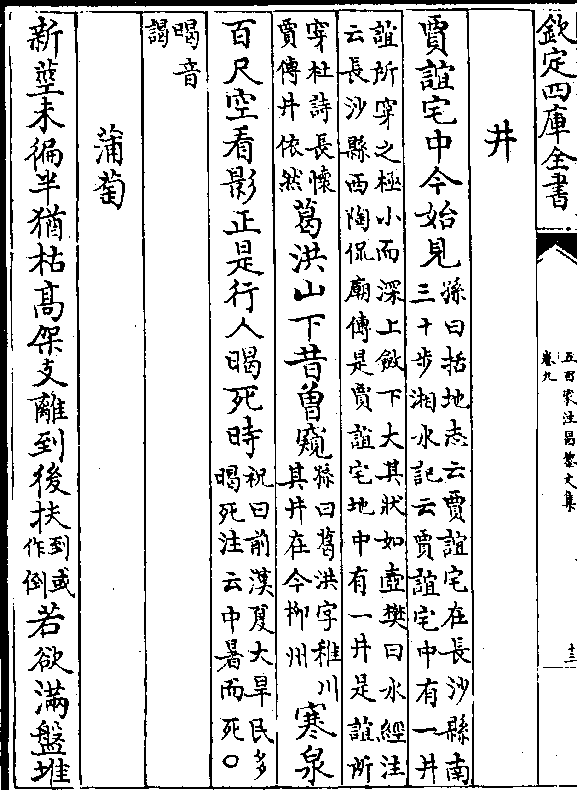 欽定四庫全書
五百家注昌黎文集
卷九
十三
井
賈誼宅中今始見孫曰括地志云賈誼宅在長沙縣南
三十步湘水記云賈誼宅中有一井
誼所穿之極小而深上斂下大其狀如壺樊曰水經注
云長沙縣西陶侃廟傳是賈誼宅地中有一井是誼所
穿杜詩長懐
賈傅井依然葛洪山下昔曽窺孫曰葛洪字稚川
其井在今柳州寒泉
百尺空看影正是行人暍死時祝曰前漢夏大旱民多
暍死注云中暑而死○
暍音
謁
蒲萄
新莖未徧半猶枯髙架支離到後扶到或
作倒若欲滿盤堆